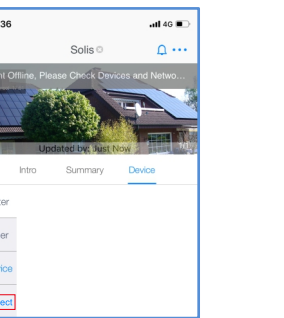 36 4G
Solis
nt Offline, Please Check Devices and Netwo...
Updated by: Just Now
Intro Summary Device
ter
er
vice
ect